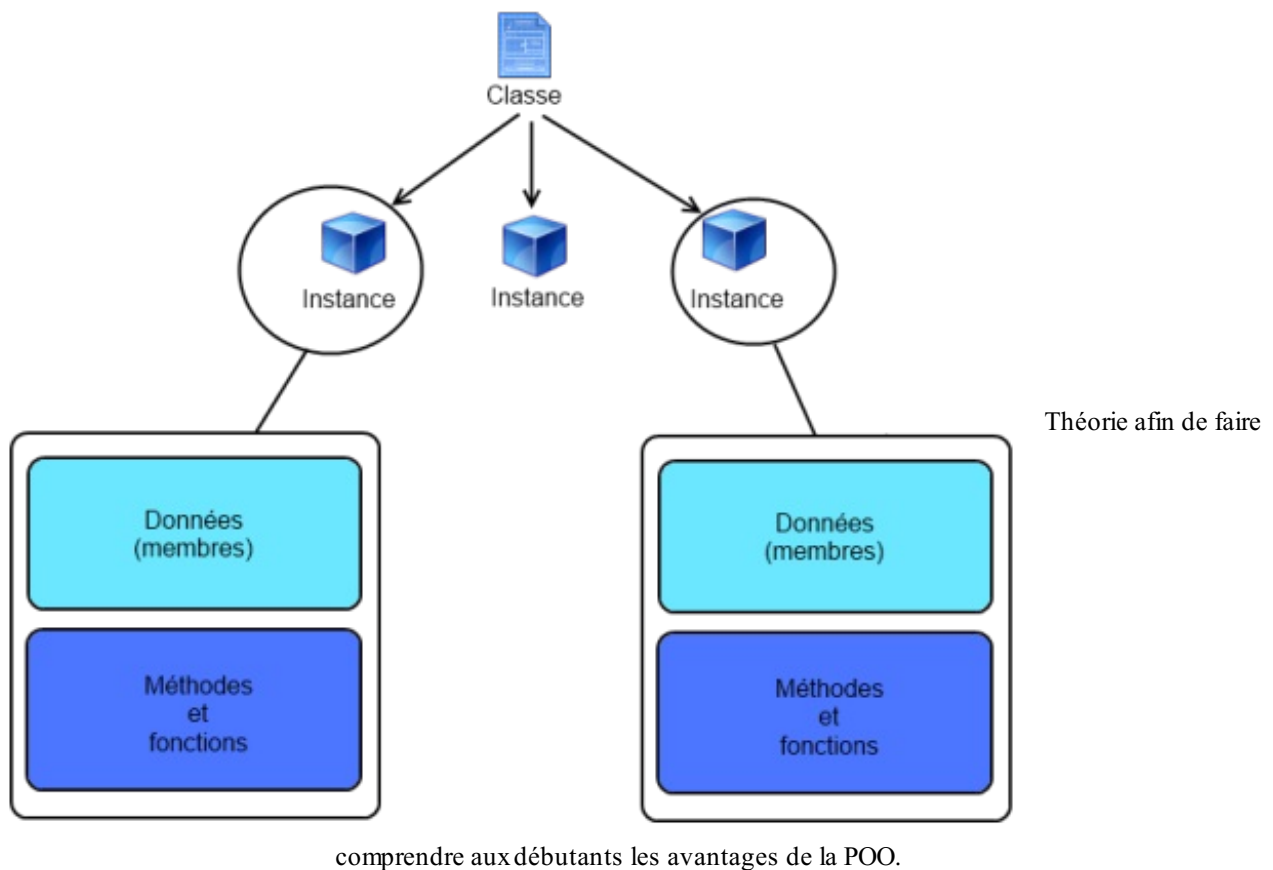 Classe
Instance
Instance
Instance
Théorie afin de faire
Données
(membres)
Méthodes
et
fonctions
Données
(membres)
Méthodes
et
fonctions
comprendre aux débutants les avantages de la POO.